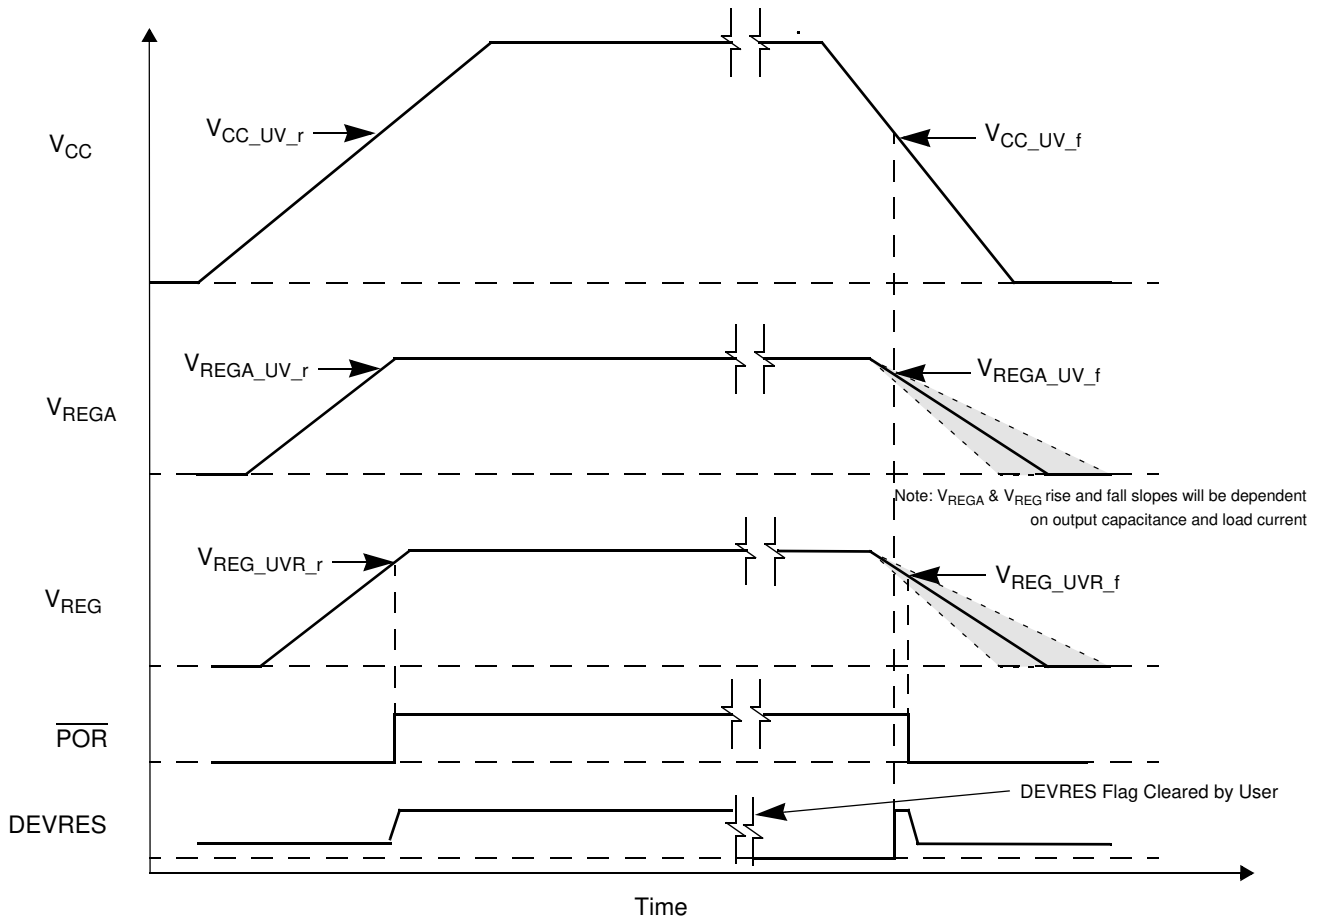 VCC_UV_r
VCC
VCC_UV_f
VREGA_UV_r
VREGA_UV_f
VREGA
Note: VREGA & VREG rise and fall slopes will be dependent
on output capacitance and load current
VREG_UVR_r
VREG_UVR_f
VREG
POR
DEVRES Flag Cleared by User
DEVRES
Time